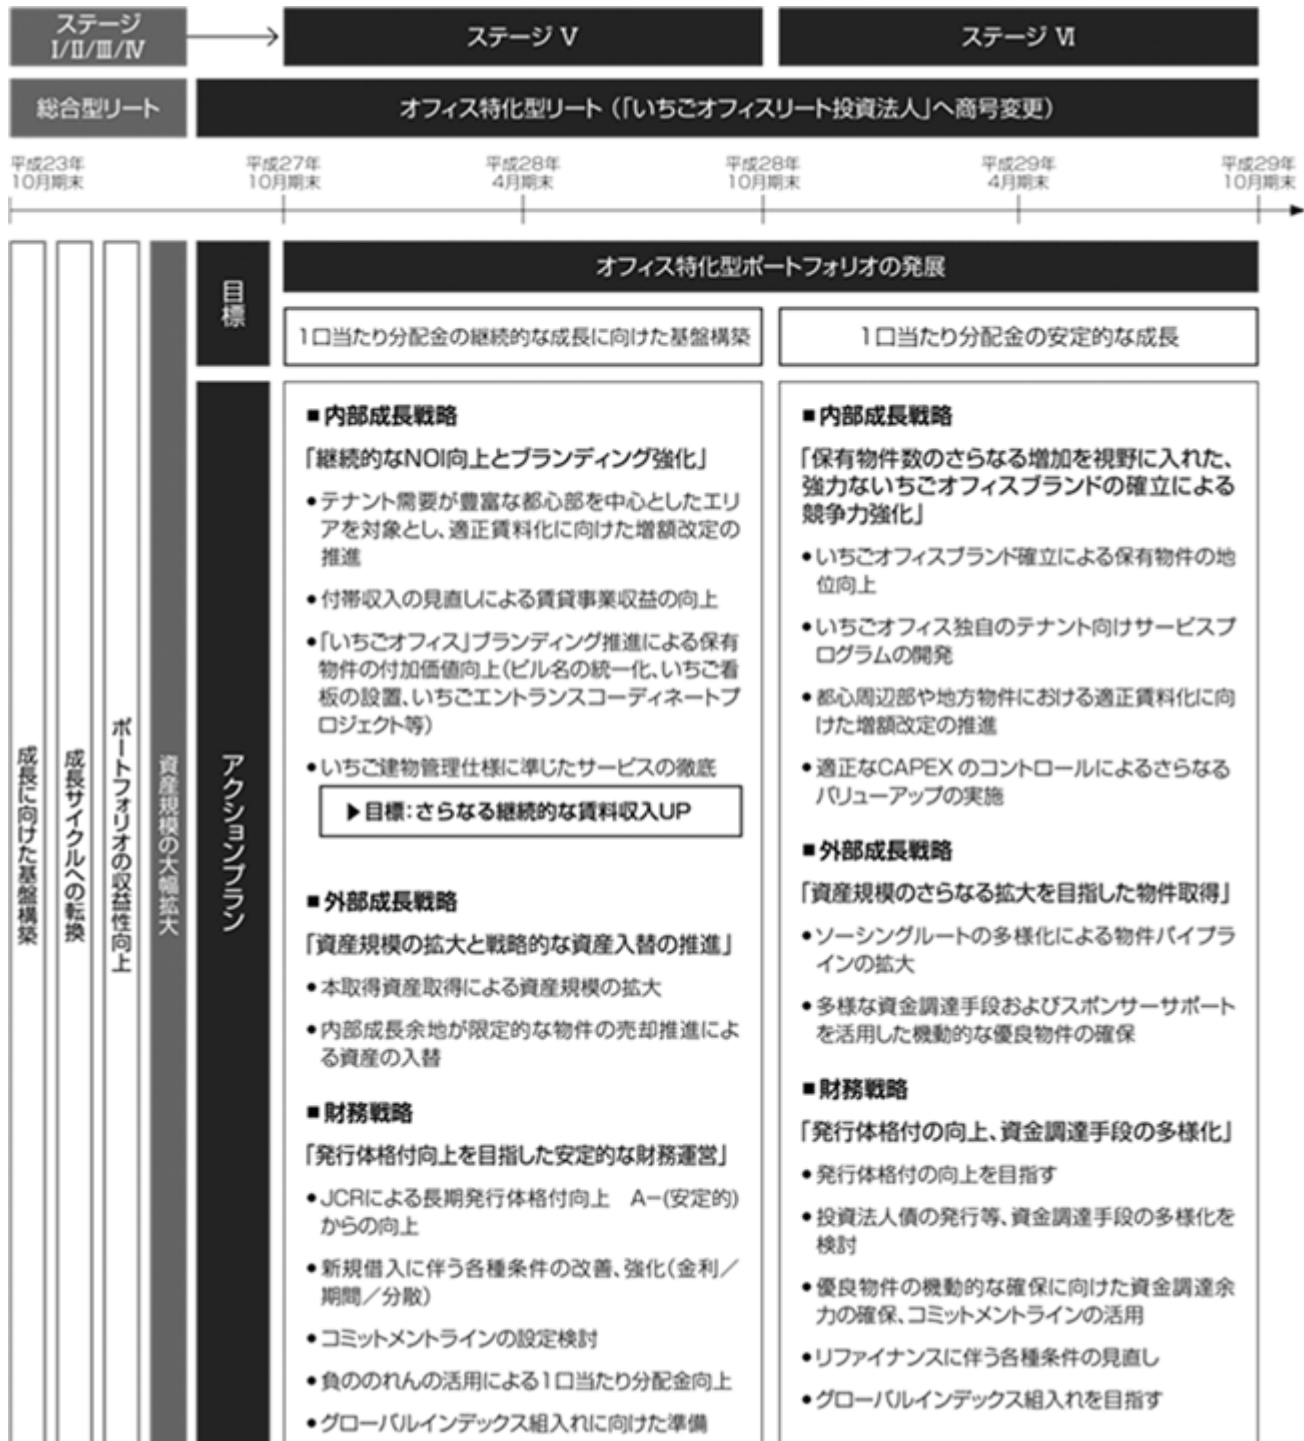 ステージ
Ⅰ/Ⅱ/Ⅲ/Ⅳ
ステージ Ⅴ
ステージ Ⅵ
総合型リート
オフィス特化型リート(「いちごオフィスリート投資法人」へ商号変更)
平成23年
10月期末
平成27年
10月期末
平成28年
4月期末
平成28年
10月期末
平成29年
4月期末
平成29年
10月期末
成長に向けた基盤構築
成長サイクルへの転換
ポートフォリオの収益性向上
資産規模の大幅拡大
目標
オフィス特化型ポートフォリオの発展
1口当たり分配金の継続的な成長に向けた基盤構築
1口当たり分配金の安定的な成長
アクションプラン
■内部成長戦略
「継続的なNOI向上とブランディング強化」
●テナント需要が豊富な都心部を中心としたエリ
アを対象とし、適正賃料化に向けた増額改定の
推進
●付帯収入の見直しによる賃貸事業収益の向上
●「いちごオフィス」ブランディング推進による保有
物件の付加価値向上(ビル名の統一化、いちご看
板の設置、いちごエントランスコーディネートプ
ロジェクト等)
●いちご建物管理仕様に準じたサービスの徹底
▶目標:さらなる継続的な賃料収入UP
■外部成長戦略
「資産規模の拡大と戦略的な資産入替の推進」
●本取得資産取得による資産規模の拡大
●内部成長余地が限定的な物件の売却推進によ
る資産の入替
■財務戦略
「発行体格付向上を目指した安定的な財務運営」
●JCRによる長期発行体格付向上 A-(安定的)
からの向上
●新規借入に伴う各種条件の改善、強化(金利/
期間/分散)
●コミットメントラインの設定検討
●負ののれんの活用による1口当たり分配金向上
●グローバルインデックス組入れに向けた準備
■内部成長戦略
「保有物件数のさらなる増加を視野に入れた、
強力ないちごオフィスブランドの確立による
競争力強化」
●いちごオフィスブランド確立による保有物件の地
位向上
●いちごオフィス独自のテナント向けサービスプ
ログラムの開発
●都心周辺部や地方物件における適正賃料化に向
けた増額改定の推進
●適正なCAPEX のコントロールによるさらなる
バリューアップの実施
■外部成長戦略
「資産規模のさらなる拡大を目指した物件取得」
●ソーシングルートの多様化による物件パイプラ
インの拡大
●多様な資金調達手段およびスポンサーサポート
を活用した機動的な優良物件の確保
■財務戦略
「発行体格付の向上、資金調達手段の多様化」
●発行体格付の向上を目指す
●投資法人債の発行等、資金調達手段の多様化を
検討
●優良物件の機動的な確保に向けた資金調達余
力の確保、コミットメントラインの活用
●リファイナンスに伴う各種条件の見直し
●グローバルインデックス組入れを目指す